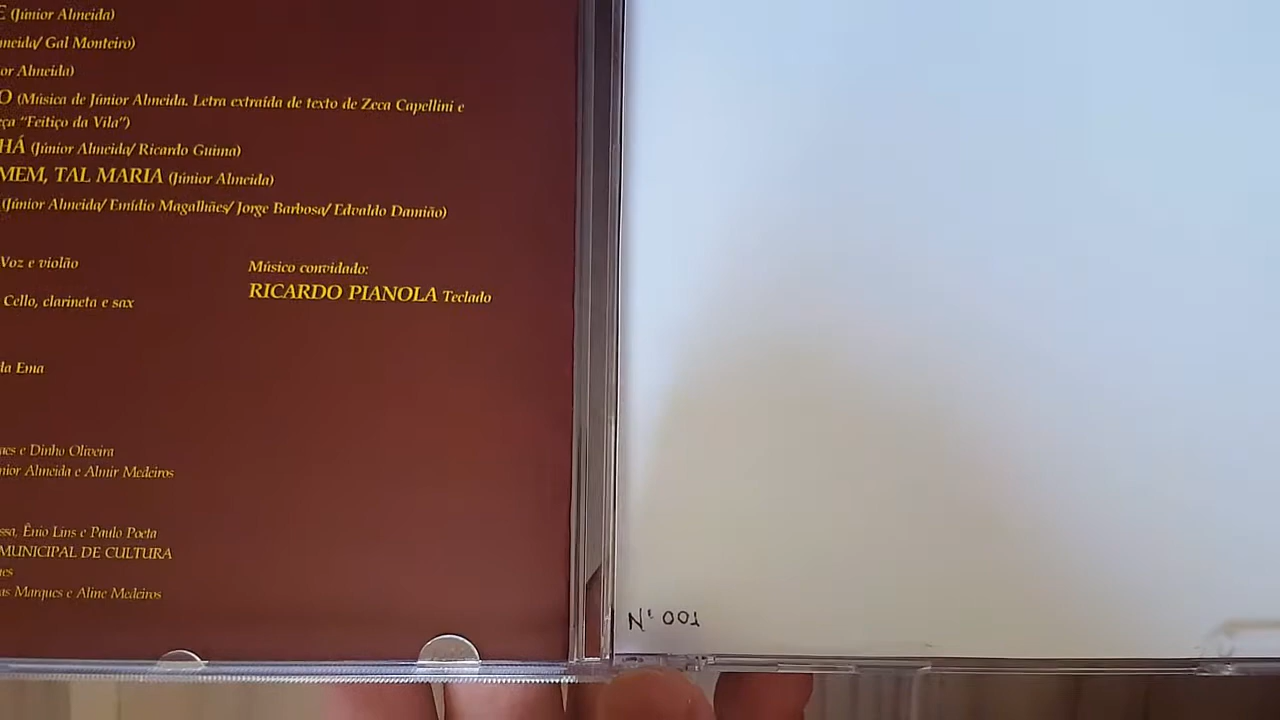 E (Júnior Almeida)
meida/ Gal Monteiro)
or Almeida)
O (Música de Júnior Almeida. Letra extraída de texto de Zeca Capellini e
ça “Feitiço da Vila”)
HÁ (Júnior Almeida/ Ricardo Guima)
MEM, TAL MARIA (Júnior Almeida)
(Júnior Almeida/ Emídio Magalhães/ Jorge Barbosa/ Edvaldo Damião)
Voz e violão
Músico convidado:
RICARDO PIANOLA Teclado
Cello, clarineta e sax
da Ema
aes e Dinho Oliveira
nior Almeida e Almir Medeiros
ssa, Ênio Lins e Paulo Poeta
MUNICIPAL DE CULTURA
ues
as Marques e Aline Medeiros
Nº 001